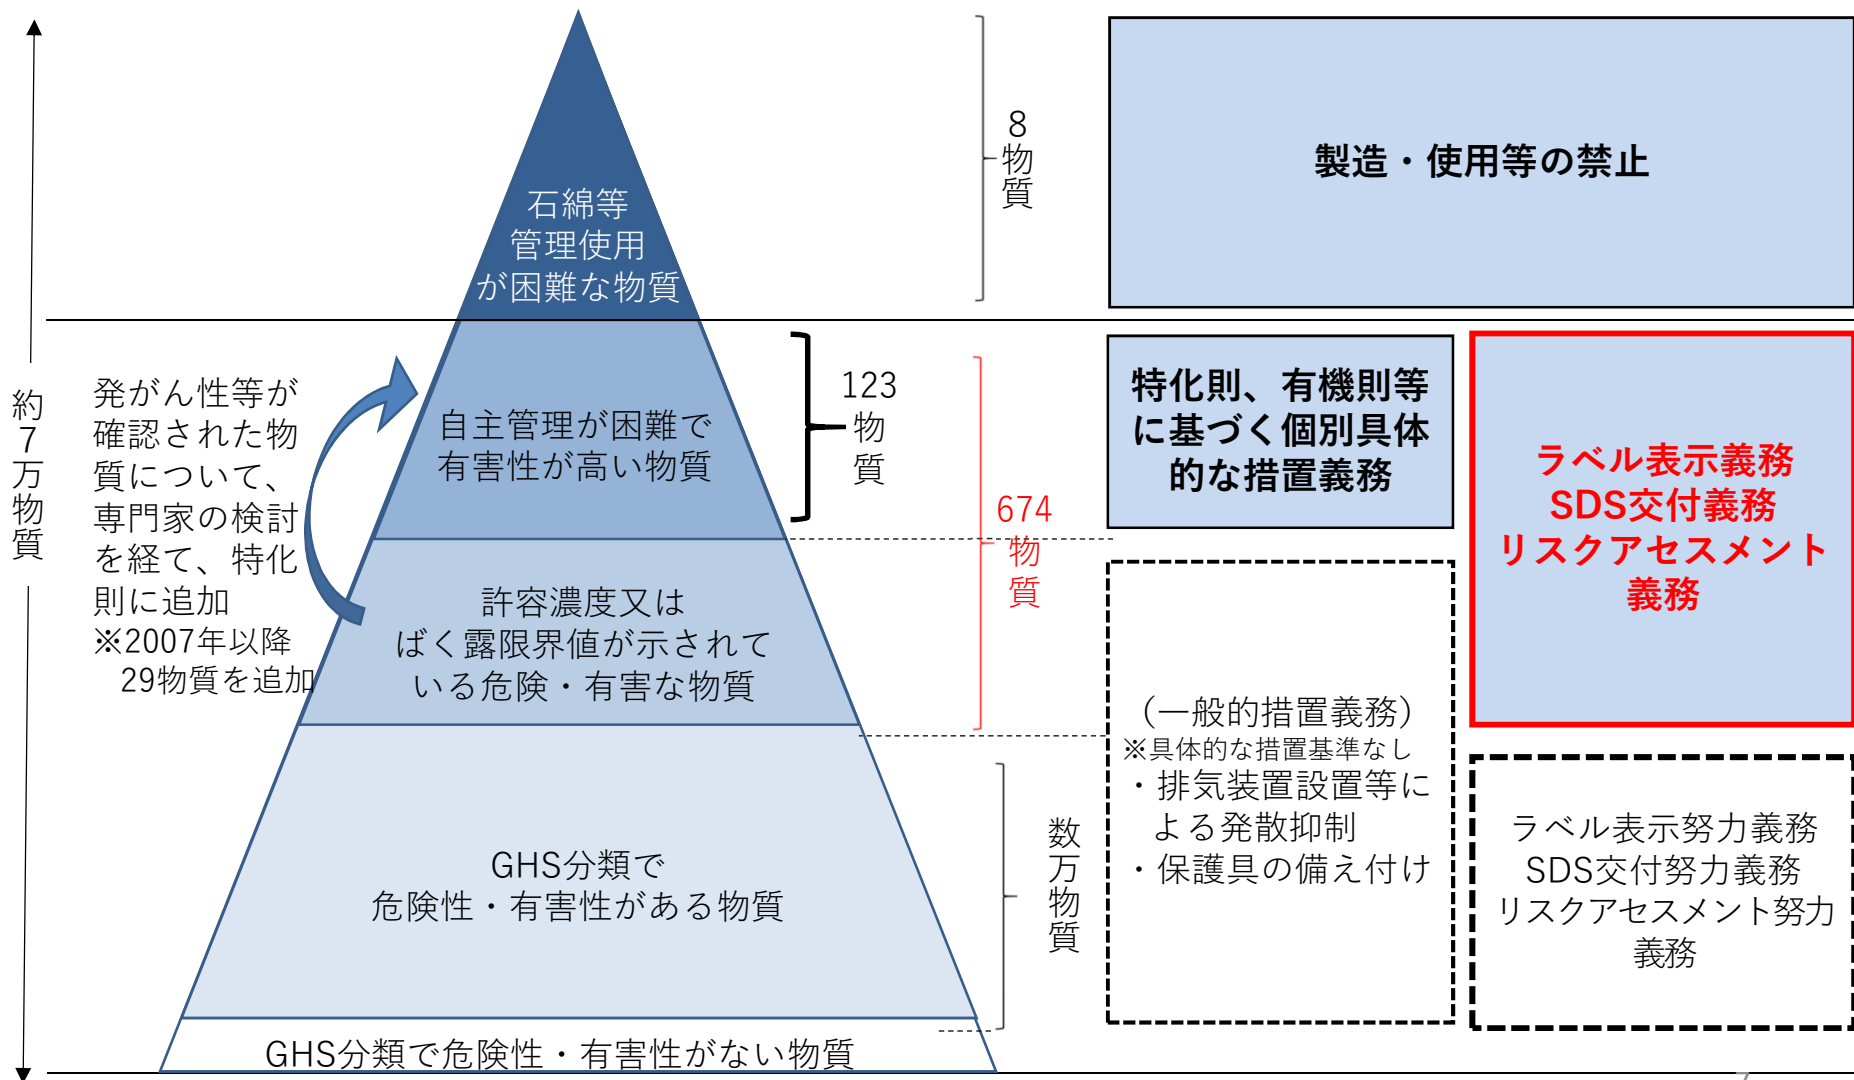 約７万物質
発がん性等が
確認された物
質について、
専門家の検討
を経て、特化
則に追加
※2007年以降
29物質を追加
石綿等
管理使用
が困難な物質
自主管理が困難で
有害性が高い物質
許容濃度又は
ばく露限界値が示されて
いる危険・有害な物質
GHS分類で
危険性・有害性がある物質
GHS分類で危険性・有害性がない物質
8物質
123物質
674物質
数万物質
製造・使用等の禁止
特化則、有機則等
に基づく個別具体
的な措置義務
（一般的措置義務）
※具体的な措置基準なし
・排気装置設置等に
よる発散抑制
・保護具の備え付け
ラベル表示義務
SDS交付義務
リスクアセスメント
義務
ラベル表示努力義務
SDS交付努力義務
リスクアセスメント努力
義務